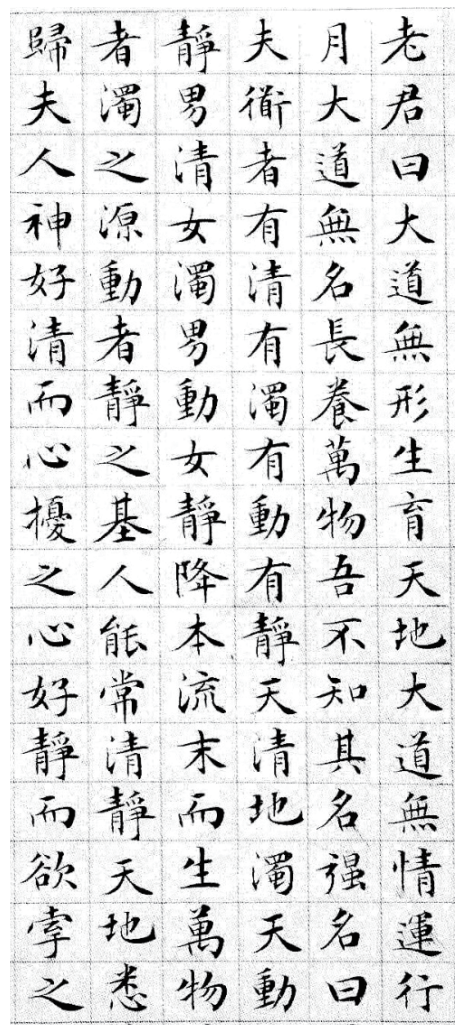 老君曰大道無形生育天地大道無情運行
月大道無名長養萬物吾不知其名强名曰
夫衜者有清有濁有動有靜天清地濁天動
靜男清女濁男動女靜降本流末而生萬物
者濁之源動者靜之基人能常清靜天地悉
歸夫人神好清而心擾之心好靜而欲牽之